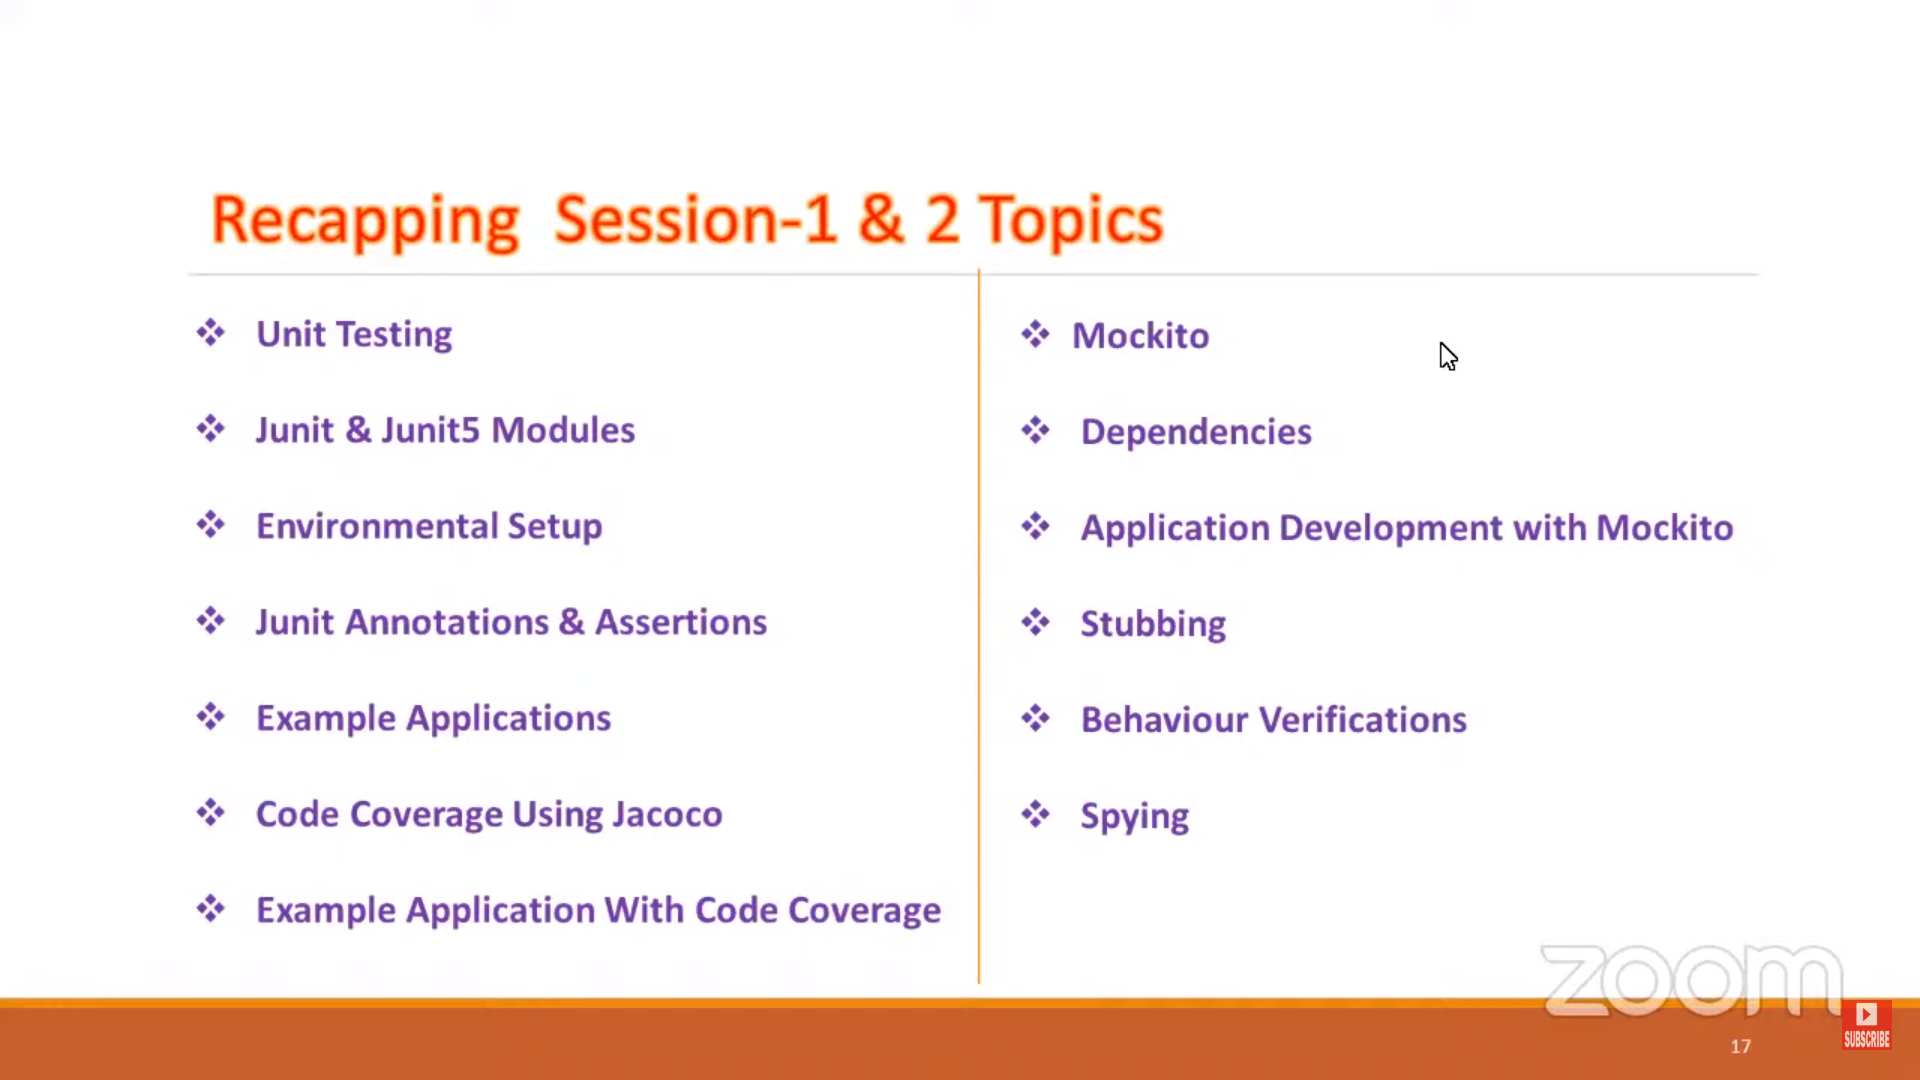 Recapping Session-1 & 2 Topics
Unit Testing
Junit & Junit5 Modules
Environmental Setup
Junit Annotations & Assertions
Example Applications
Code Coverage Using Jacoco
Example Application With Code Coverage
Mockito
Dependencies
Application Development with Mockito
Stubbing
Behaviour Verifications
Spying
zoom
SUBSCRIBE
17